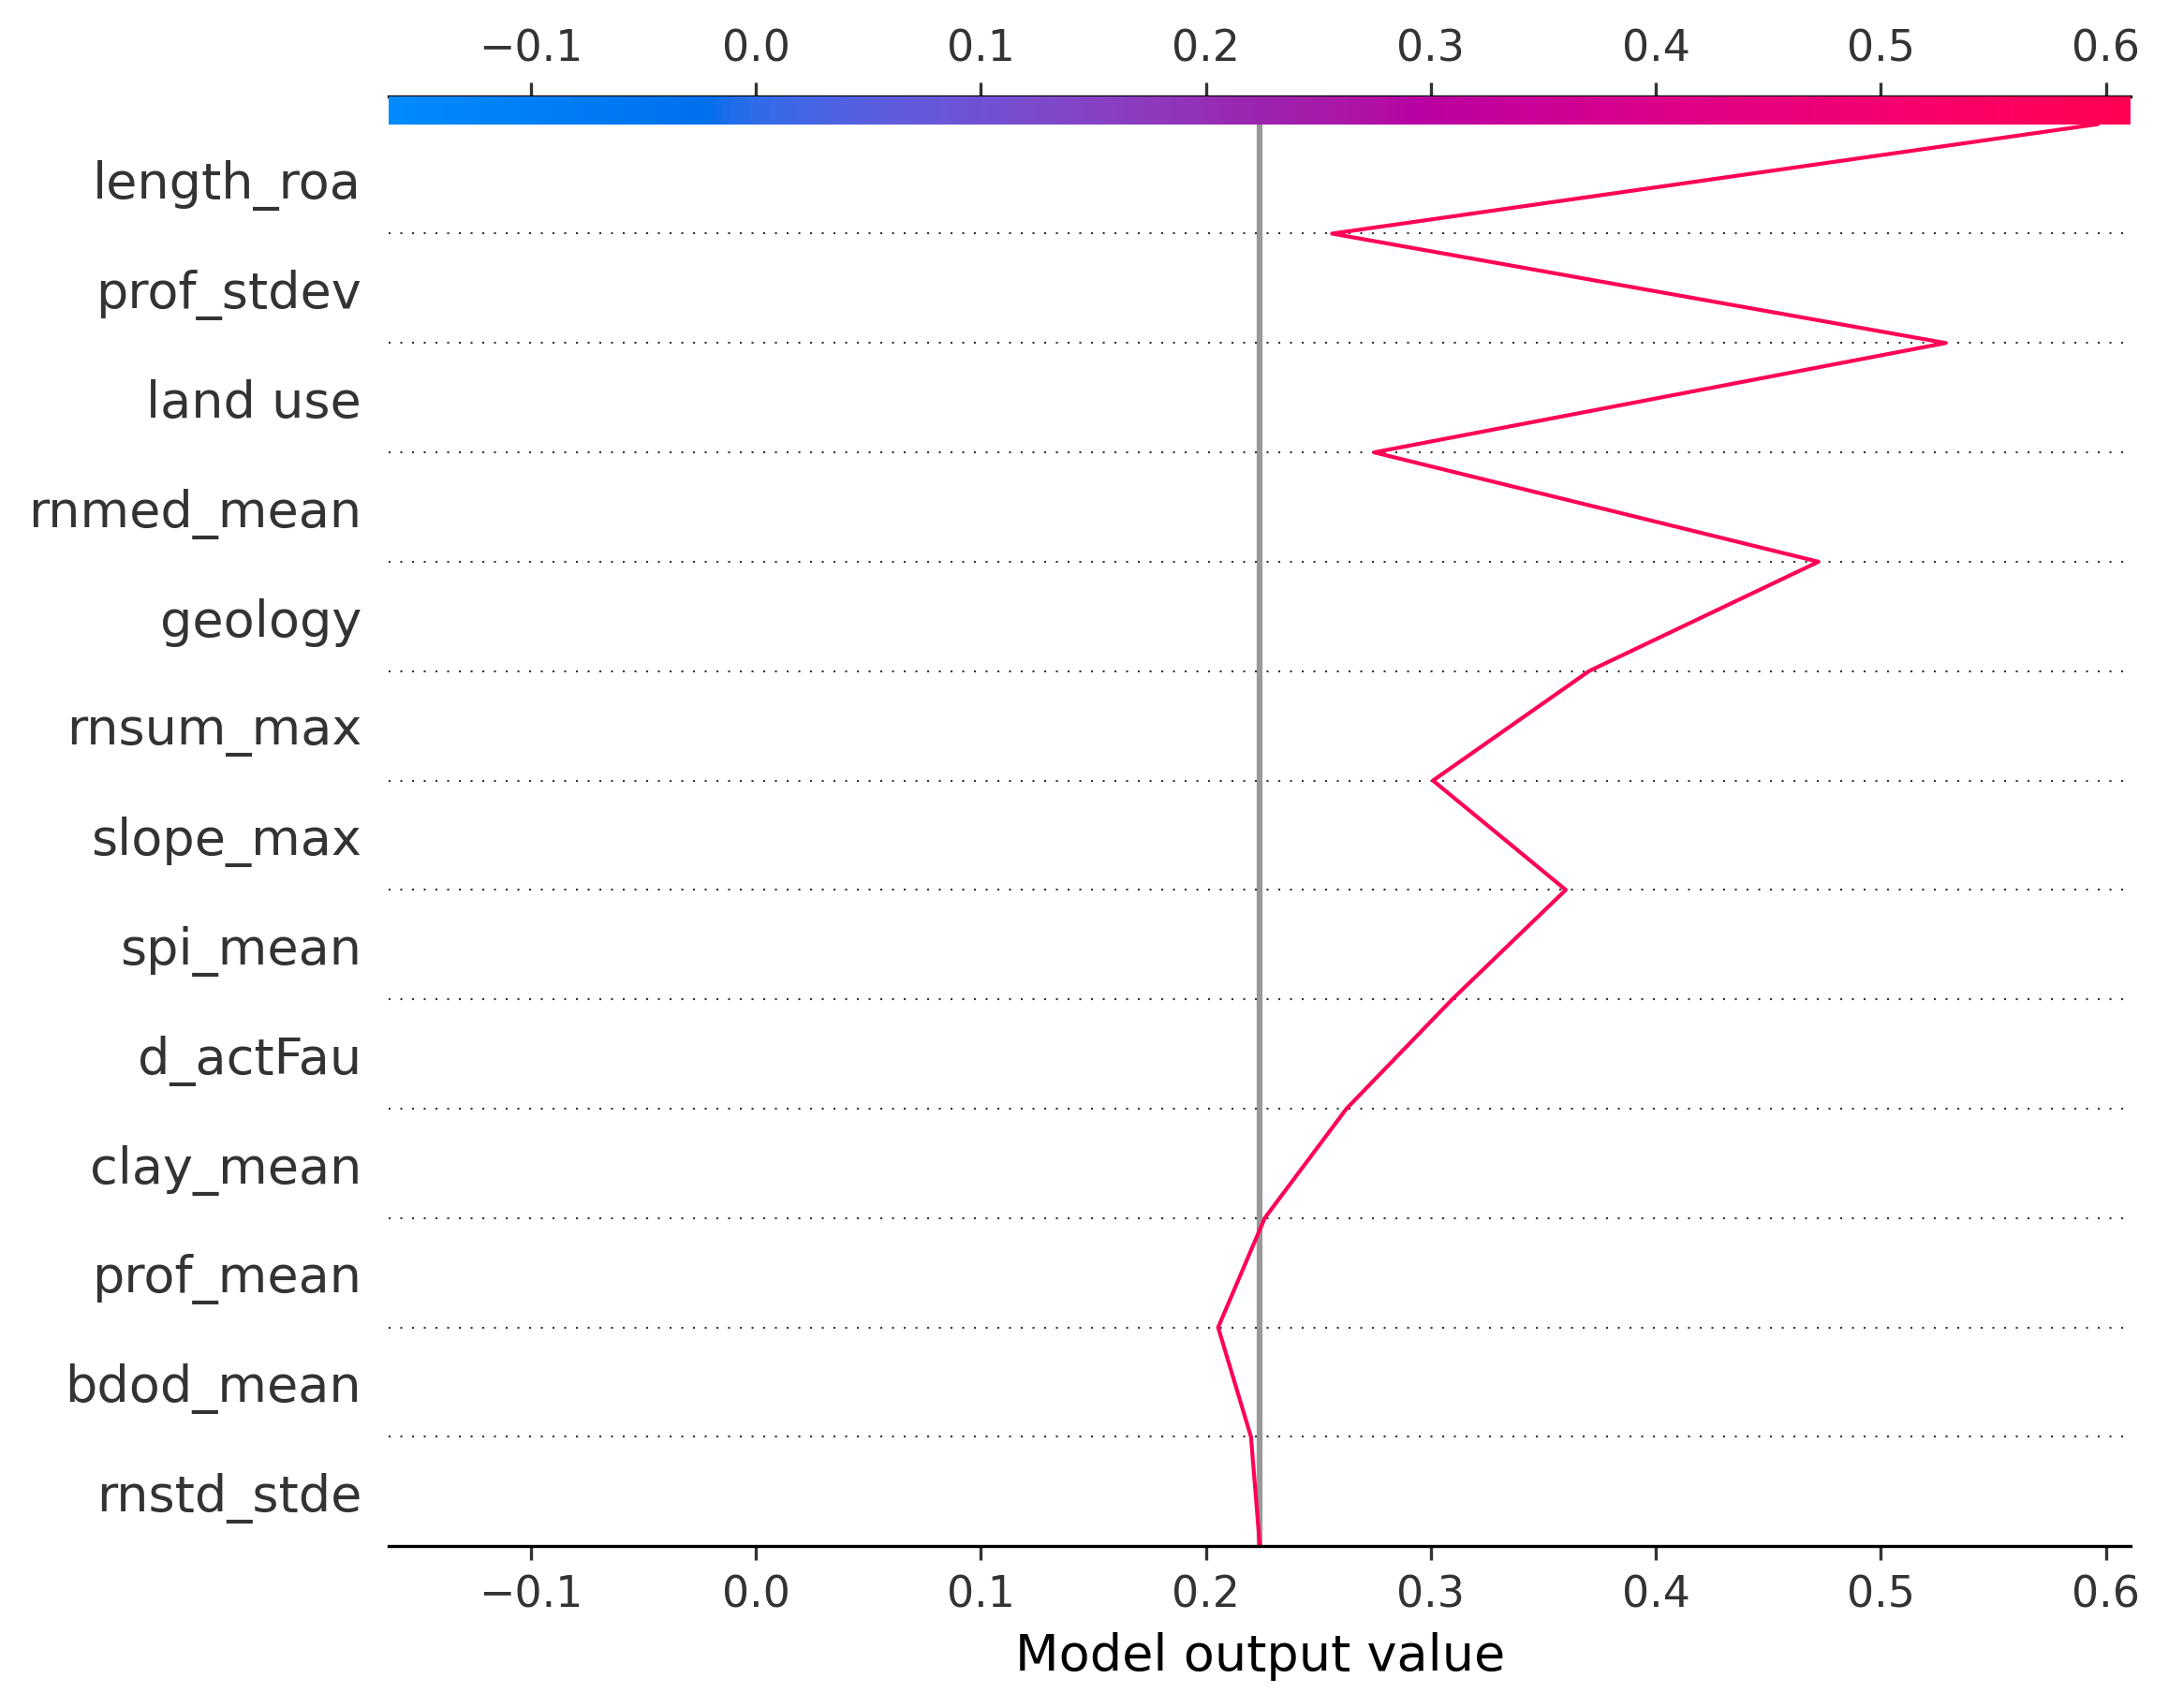 −0.1 0.0 0.1 0.2 0.3 0.4 0.5 0.6
length_roa
prof_stdev
land use
rnmed_mean
geology
rnsum_max
slope_max
spi_mean
d_actFau
clay_mean
prof_mean
bdod_mean
rnstd_stde
−0.1 0.0 0.1 0.2 0.3 0.4 0.5 0.6
Model output value